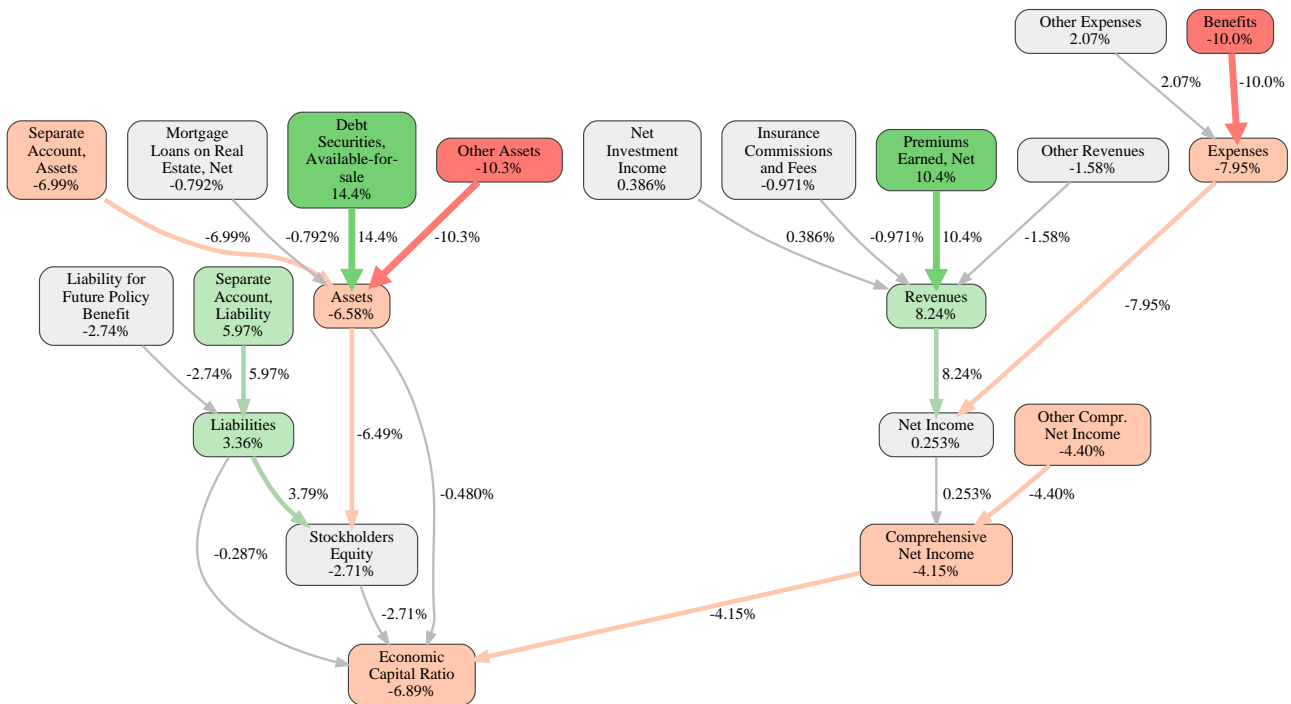 Other Expenses
2.07%
Benefits
-10.0%
2.07%
-10.0%
Separate
Account,
Assets
-6.99%
Mortgage
Loans on Real
Estate, Net
-0.792%
Debt
Securities,
Available-for-
sale
14.4%
Other Assets
-10.3%
Net
Investment
Income
0.386%
Insurance
Commissions
and Fees
-0.971%
Premiums
Earned, Net
10.4%
Other Revenues
-1.58%
Expenses
-7.95%
-6.99%
-0.792%
14.4%
-10.3%
0.386%
-0.971%
10.4%
-1.58%
Liability for
Future Policy
Benefit
-2.74%
Separate
Account,
Liability
5.97%
Assets
-6.58%
Revenues
8.24%
-7.95%
-2.74%
5.97%
8.24%
Liabilities
3.36%
-6.49%
Net Income
0.253%
Other Compr.
Net Income
-4.40%
3.79%
-0.480%
0.253%
-4.40%
-0.287%
Stockholders
Equity
-2.71%
Comprehensive
Net Income
-4.15%
-2.71%
-4.15%
Economic
Capital Ratio
-6.89%